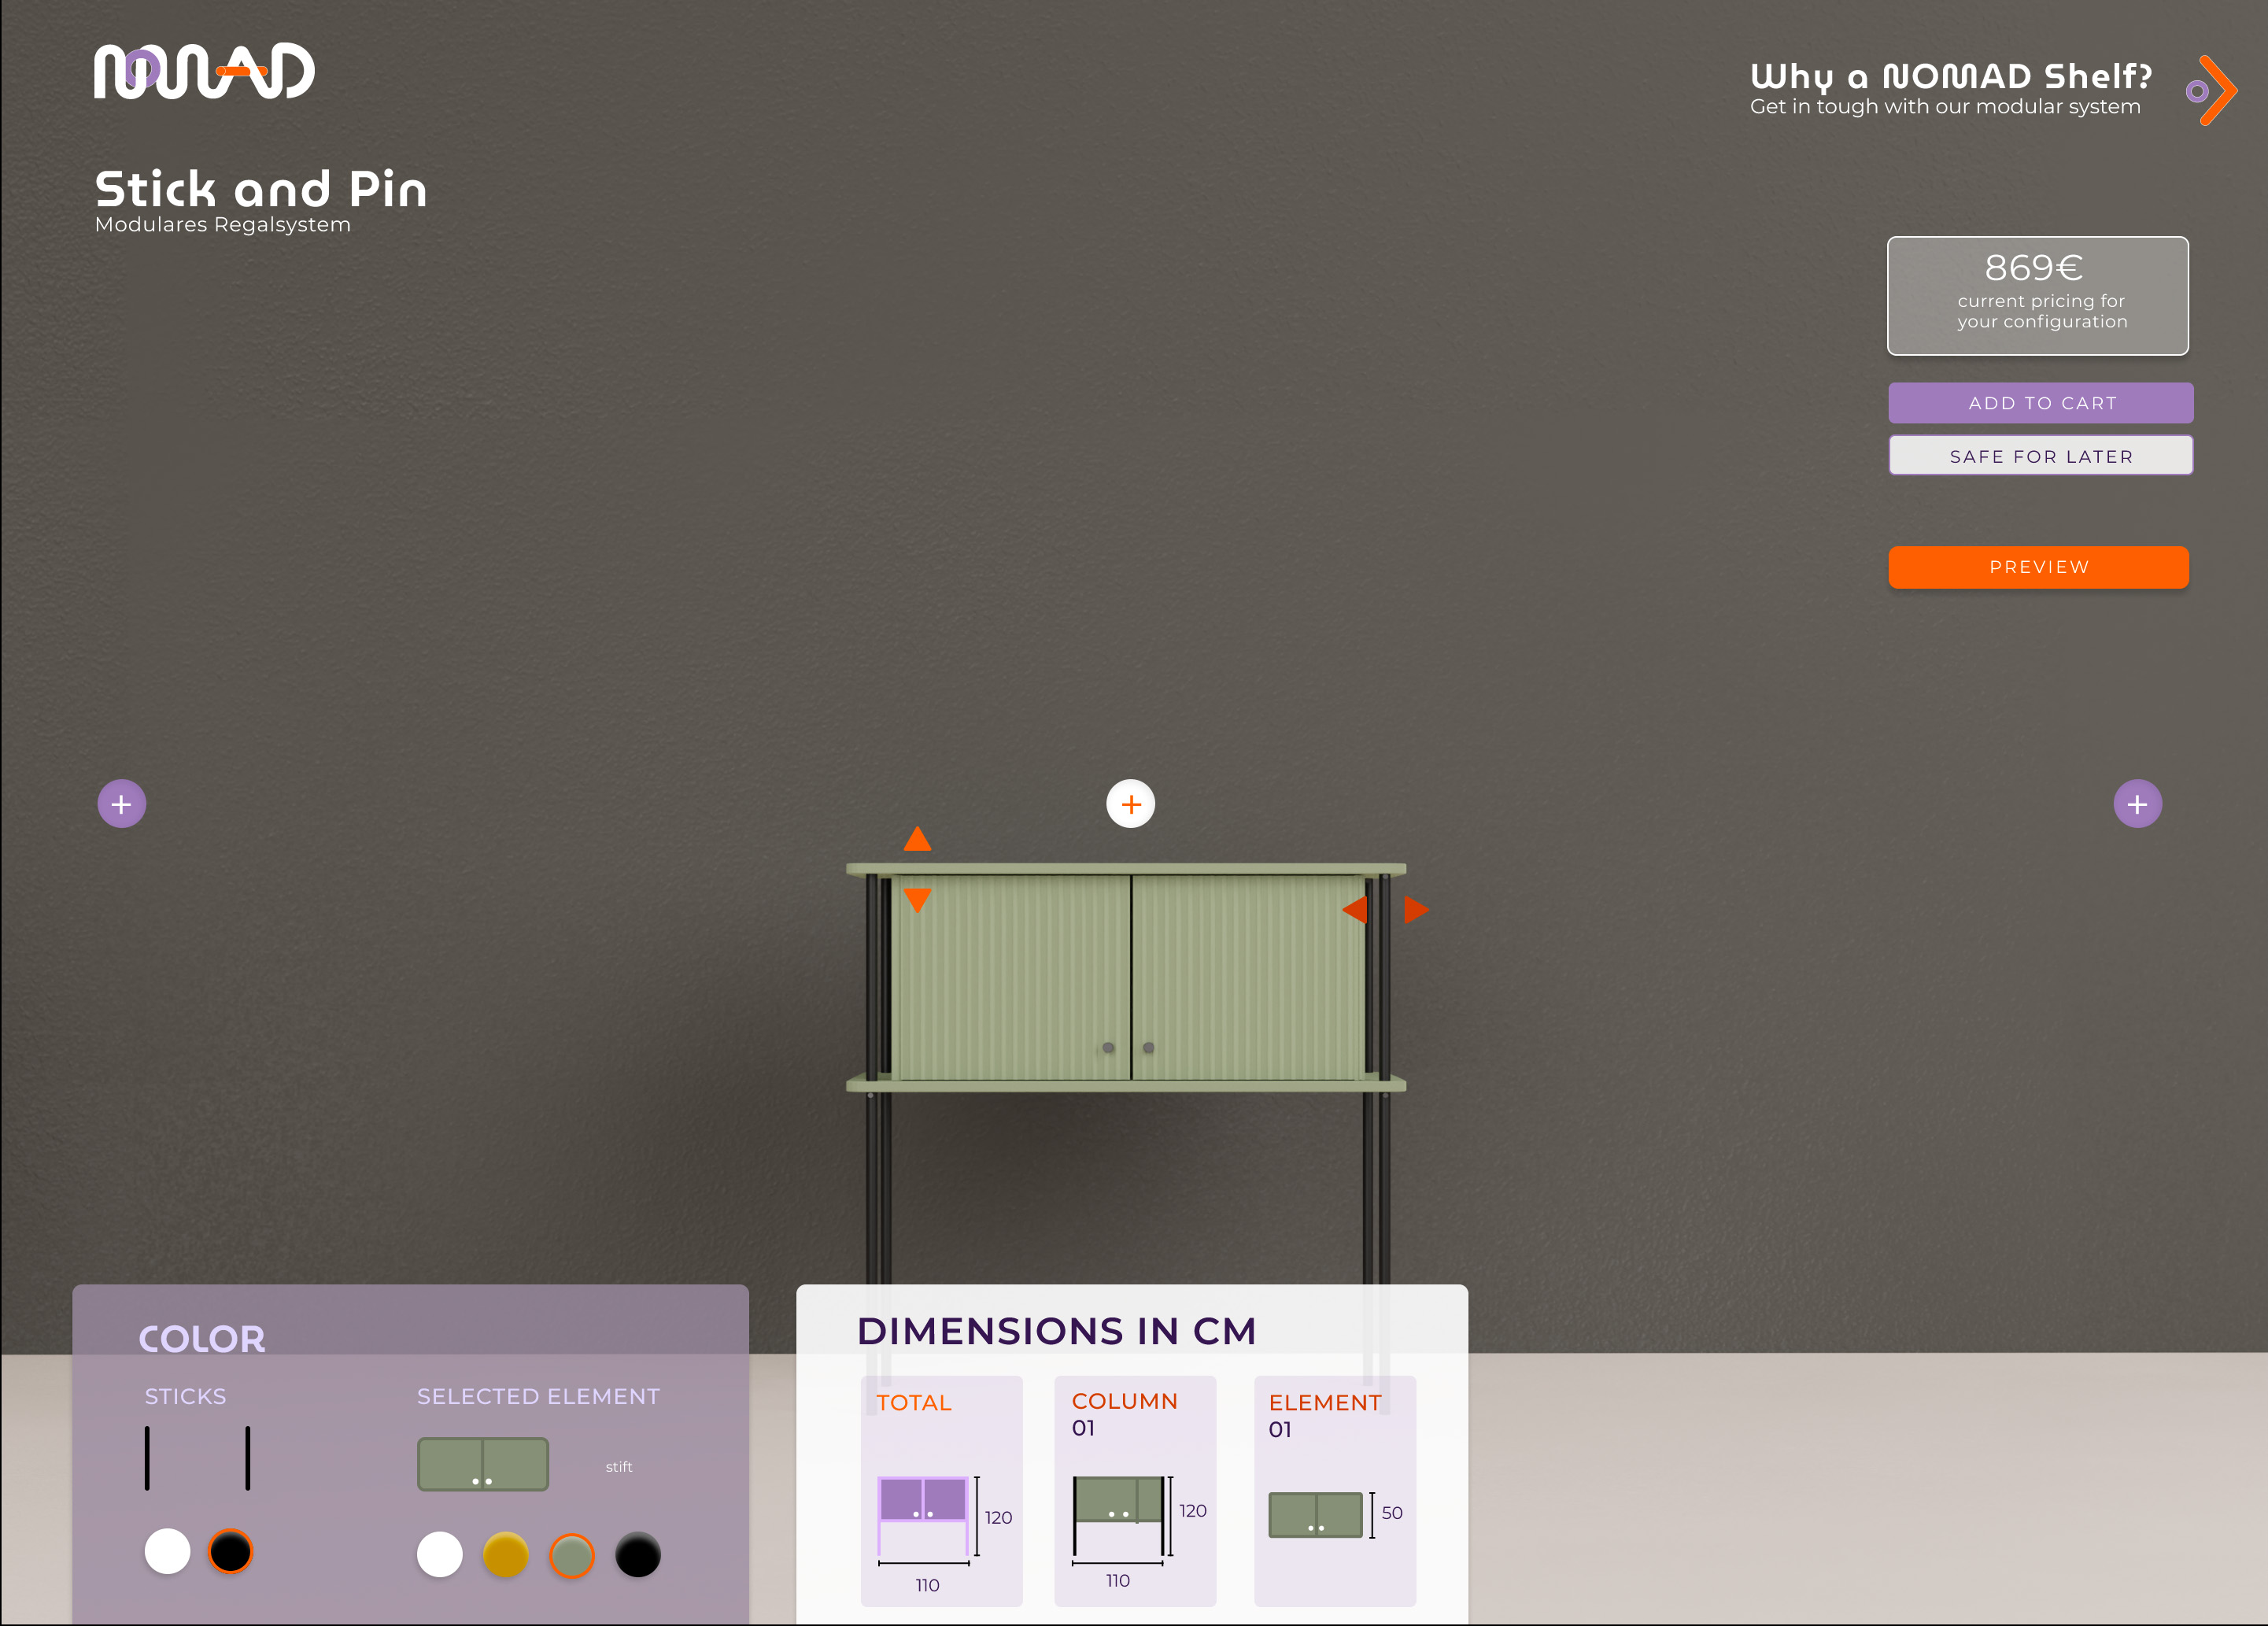 NOMAD
Why a NOMAD Shelf?
Get in tough with our modular system
Stick and Pin
Modulares Regalsystem
869€
current pricing for
your configuration
ADD TO CART
SAFE FOR LATER
PREVIEW
+
+
+
COLOR
STICKS
SELECTED ELEMENT
stift
DIMENSIONS IN CM
TOTAL
120
110
COLUMN
01
120
110
ELEMENT
01
50